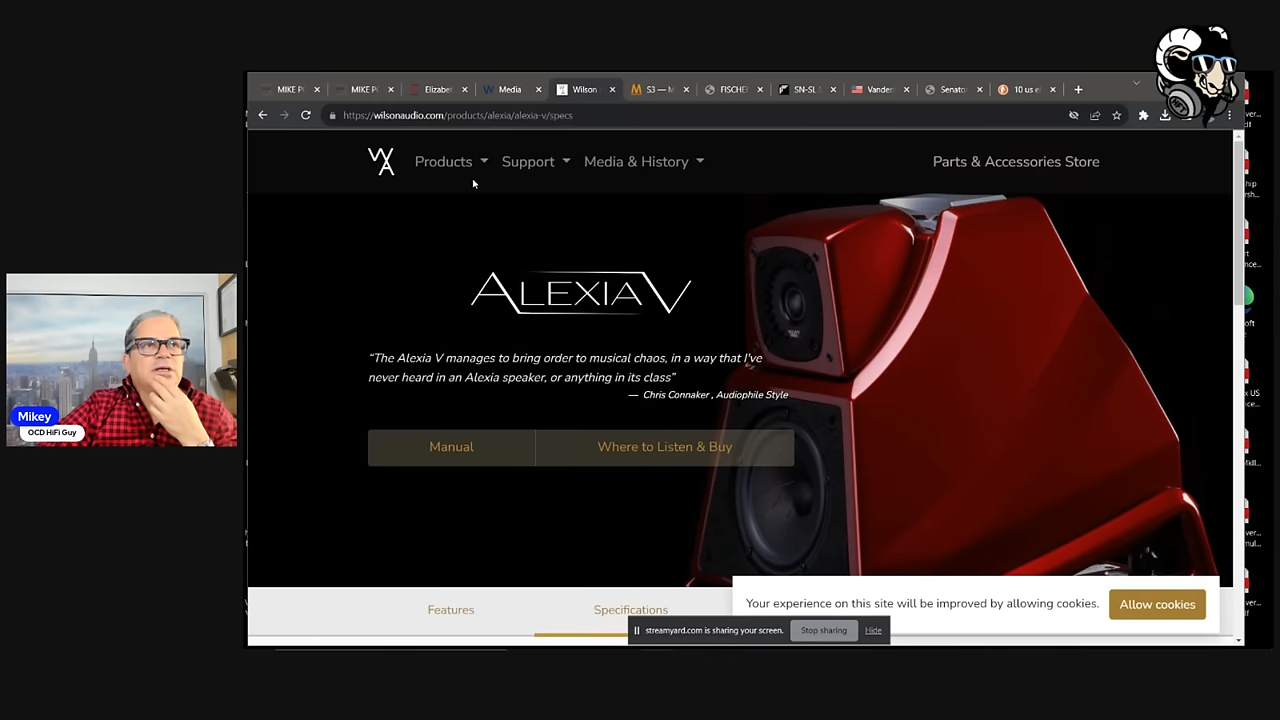 MIKE P
MIKE P
Elizabet
Media
Wilson
S3 — M
FISCHE
SN-SL
Vander
Senato
10 us e
https://wilsonaudio.com/products/alexia/alexia-v/specs
Products
Support
Media & History
Parts & Accessories Store
ALEXIA V
“The Alexia V manages to bring order to musical chaos, in a way that I've
never heard in an Alexia speaker, or anything in its class”
— Chris Connaker , Audiophile Style
Manual
Where to Listen & Buy
Mikey
OCD HiFi Guy
Your experience on this site will be improved by allowing cookies.
Allow cookies
Features
Specifications
streamyard.com is sharing your screen.
Stop sharing
Hide